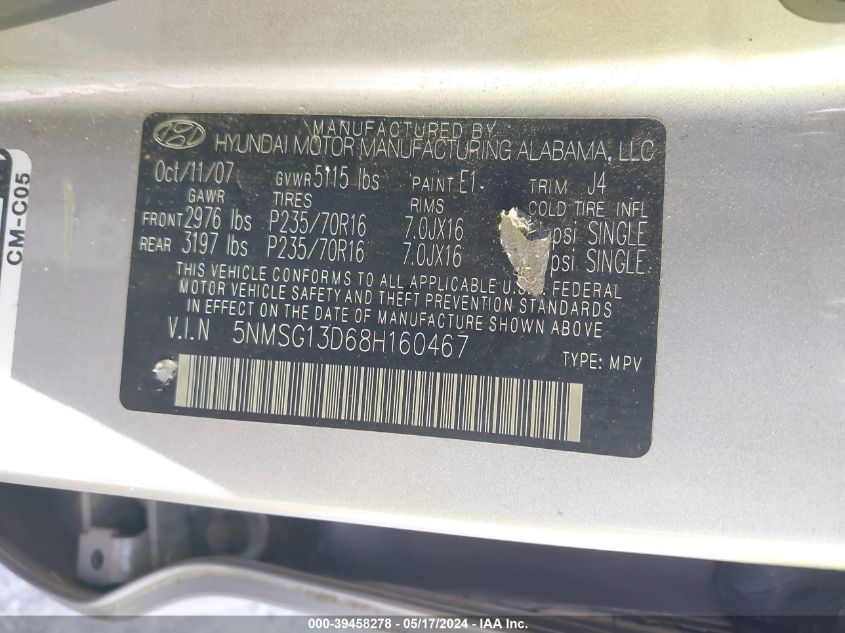 MANUFACTURED BY
HYUNDAI MOTOR MANUFACTURING ALABAMA, LLC
Oct/11/07 GVWR 5115 lbs PAINT E1 TRIM J4
GAWR TIRES RIMS COLD TIRE INFL
FRONT 2976 lbs P235/70R16 7.0JX16 psi SINGLE
REAR 3197 lbs P235/70R16 7.0JX16 psi SINGLE
THIS VEHICLE CONFORMS TO ALL APPLICABLE U.S. FEDERAL
MOTOR VEHICLE SAFETY AND THEFT PREVENTION STANDARDS
IN EFFECT ON THE DATE OF MANUFACTURE SHOWN ABOVE
V.I.N 5NMSG13D68H160467
TYPE: MPV
CM-C05
000-39458278 - 05/17/2024 - IAAI.com